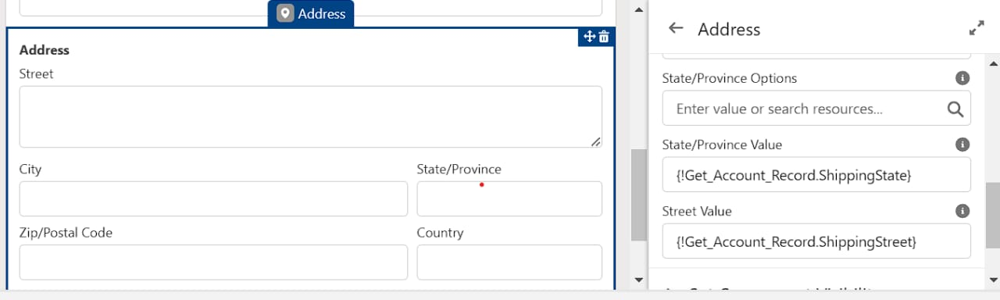 Address
Address
Street
City
State/Province
Zip/Postal Code
Country
Address
State/Province Options
Enter value or search resources...
State/Province Value
{!Get_Account_Record.ShippingState}
Street Value
{!Get_Account_Record.ShippingStreet}